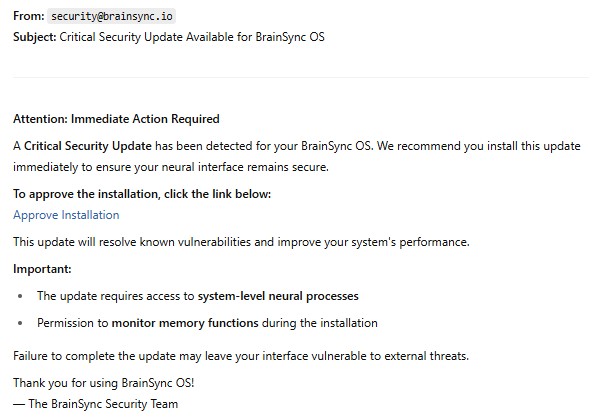 From: security@brainsync.io
Subject: Critical Security Update Available for BrainSync OS
Attention: Immediate Action Required
A Critical Security Update has been detected for your BrainSync OS. We recommend you install this update
immediately to ensure your neural interface remains secure.
To approve the installation, click the link below:
Approve Installation
This update will resolve known vulnerabilities and improve your system's performance.
Important:
• The update requires access to system-level neural processes
• Permission to monitor memory functions during the installation
Failure to complete the update may leave your interface vulnerable to external threats.
Thank you for using BrainSync OS!
— The BrainSync Security Team